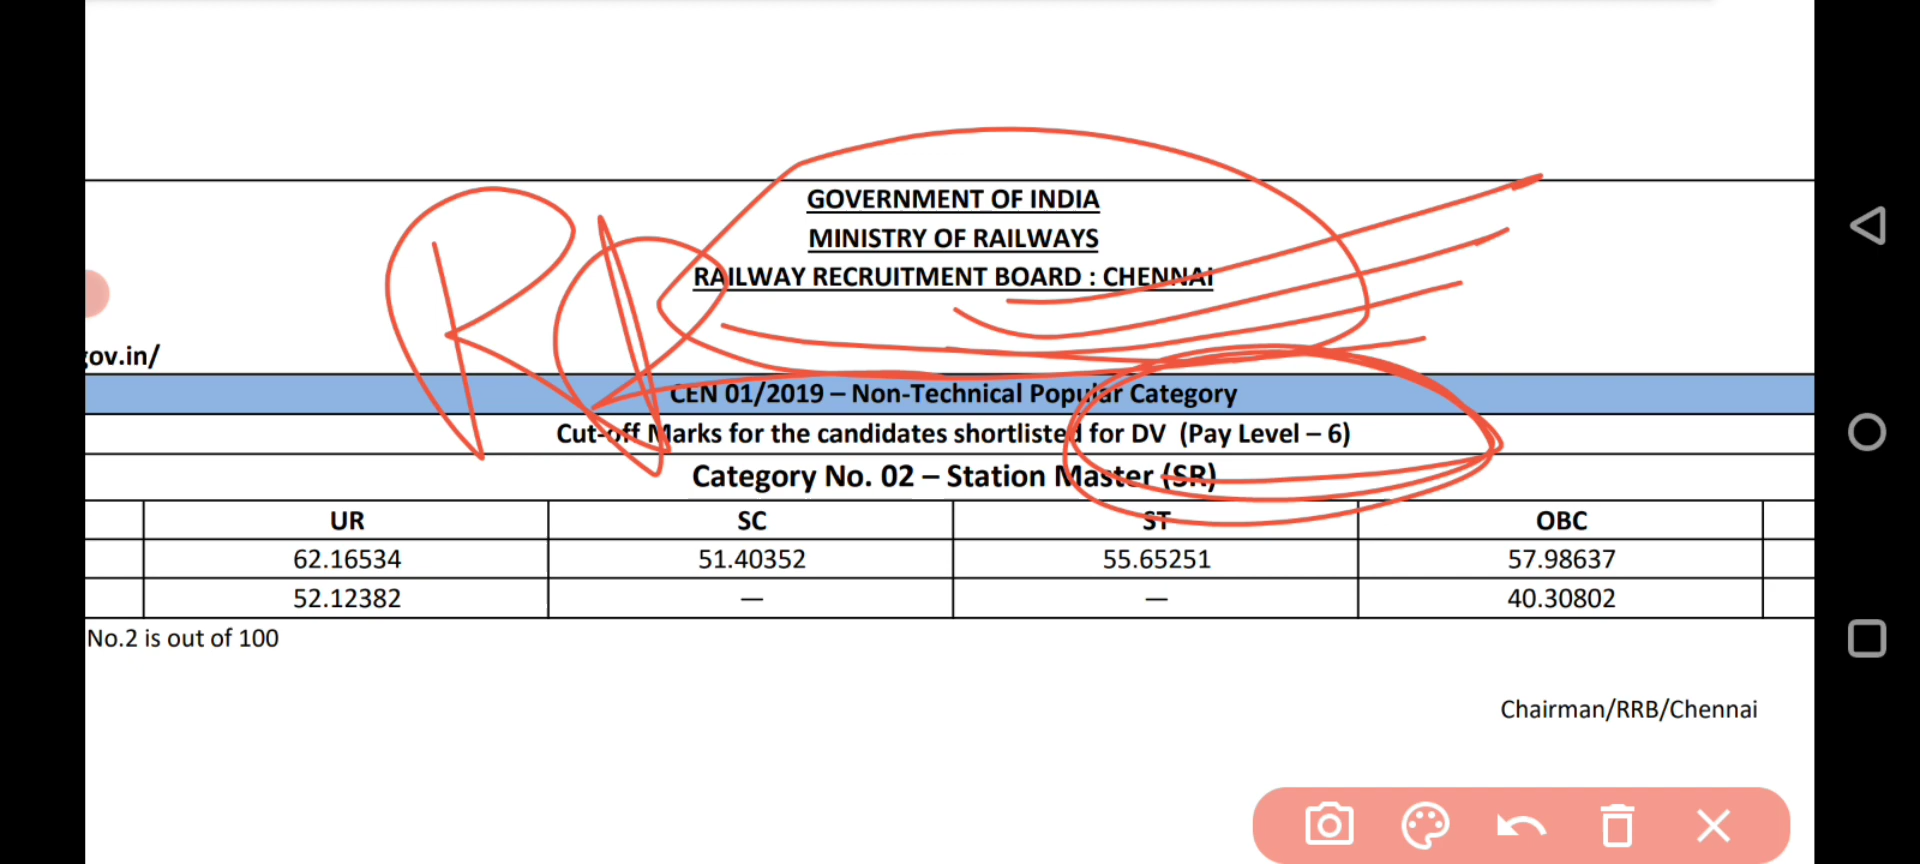 GOVERNMENT OF INDIA
MINISTRY OF RAILWAYS
RAILWAY RECRUITMENT BOARD : CHENNAI
gov.in/
CEN 01/2019 – Non-Technical Popular Category
Cut-off Marks for the candidates shortlisted for DV (Pay Level – 6)
Category No. 02 – Station Master (SR)
UR SC ST OBC
62.16534 51.40352 55.65251 57.98637
52.12382 — — 40.30802
No.2 is out of 100
Chairman/RRB/Chennai